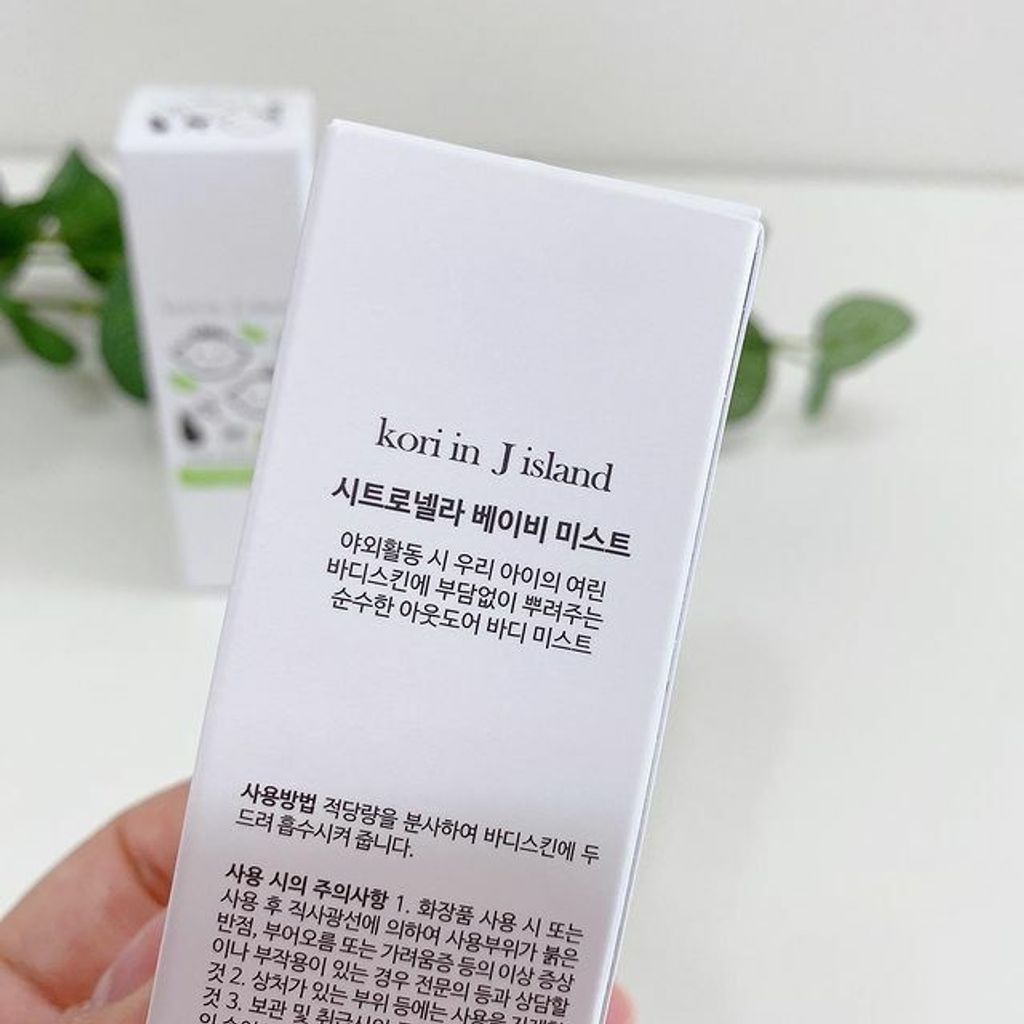 kori in J island
시트로넬라 베이비 미스트
야외활동 시 우리 아이의 여린
바디스킨에 부담없이 뿌려주는
순수한 아웃도어 바디 미스트
사용방법 적당량을 분사하여 바디스킨에 두
드려 흡수시켜 줍니다.
사용 시의 주의사항 1. 화장품 사용 시 또는
사용 후 직사광선에 의하여 사용부위가 붉은
반점, 부어오름 또는 가려움증 등의 이상 증상
이나 부작용이 있는 경우 전문의 등과 상담할
것 2. 상처가 있는 부위 등에는 사용을
것 3. 보관 및